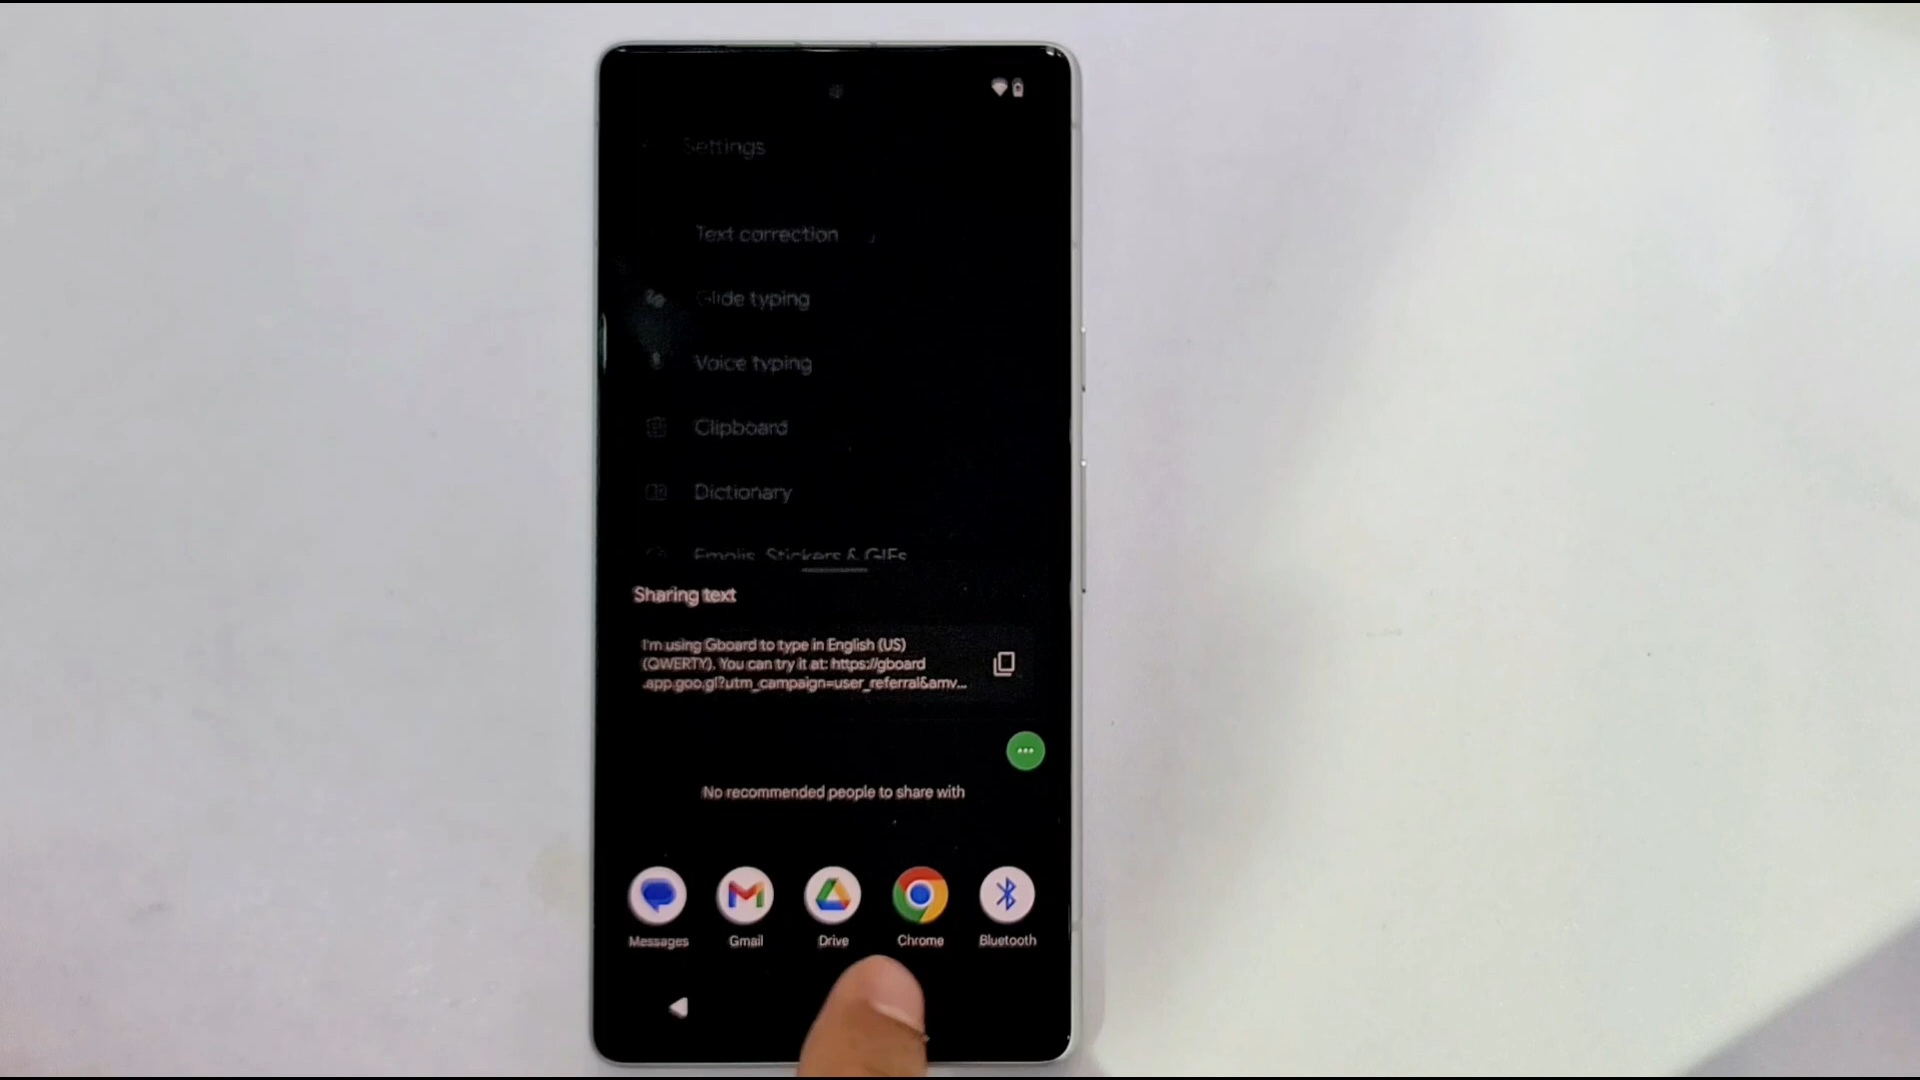 Settings
Text correction
Glide typing
Voice typing
Clipboard
Dictionary
Emojis, Stickers & GIFs
Sharing text
I'm using Gboard to type in English (US)
(QWERTY). You can try it at: https://gboard
.app.goo.gl?utm_campaign=user_referral&amv...
No recommended people to share with
Messages Gmail Drive Chrome Bluetooth